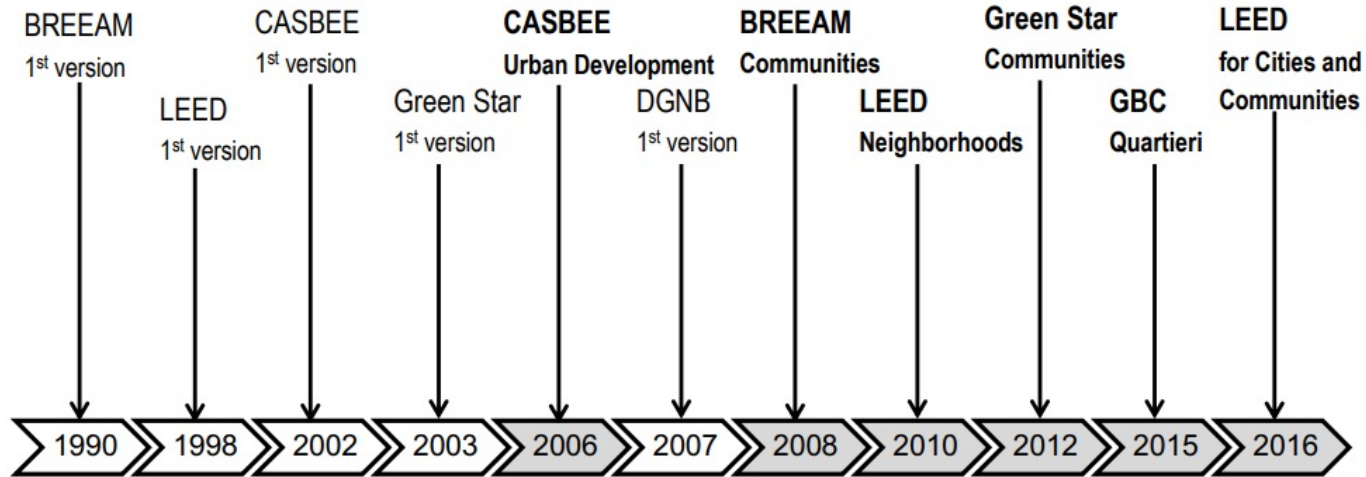 BREEAM
1st version
LEED
1st version
CASBEE
1st version
Green Star
1st version
CASBEE
Urban Development
DGNB
1st version
BREEAM
Communities
LEED
Neighborhoods
Green Star
Communities
GBC
Quartieri
LEED
for Cities and
Communities
1990
1998
2002
2003
2006
2007
2008
2010
2012
2015
2016